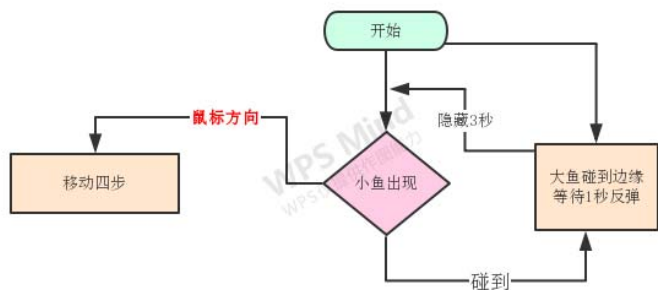 开始
鼠标方向
隐藏3秒
移动四步
小鱼出现
大鱼碰到边缘
等待1秒反弹
碰到
WPS Mind